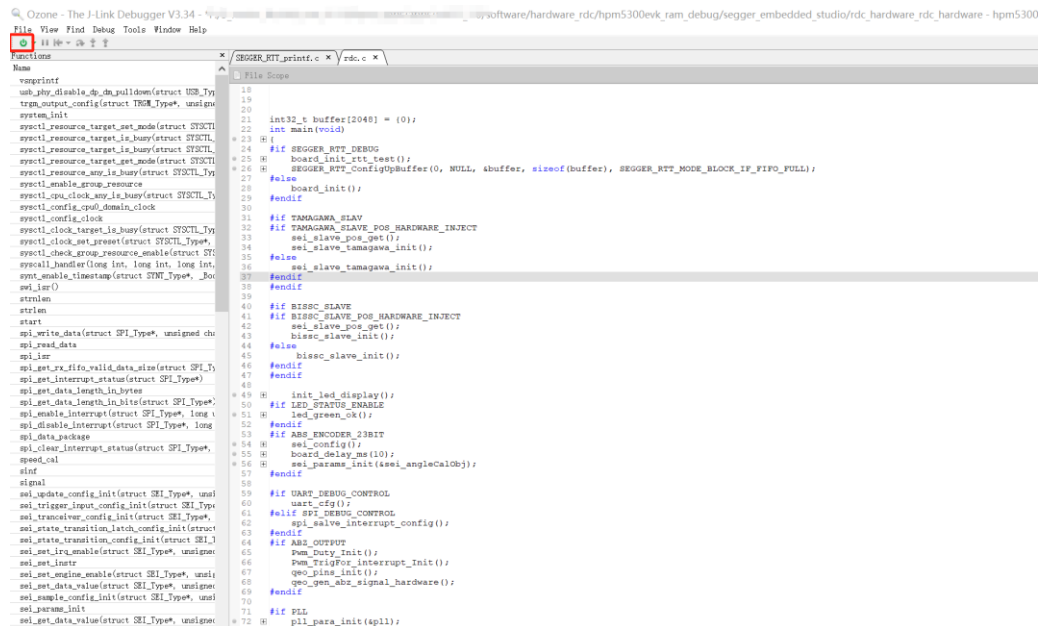 Ozone - The J-Link Debugger V3.34 - /software/hardware_rdc/hpm5300evk_ram_debug/segger_embedded_studio/rdc_hardware_rdc_hardware - hpm5300
File View Find Debug Tools Window Help
Functions
SEGGER_RTT_printf.c × rdc.c ×
Name
File Scope
vsnprintf
usb_phy_disable_dp_dm_pulldown(struct USB_Typ
trgm_output_config(struct TRGM_Type*, unsigne
system_init
sysctl_resource_target_set_mode(struct SYSCTL
sysctl_resource_target_is_busy(struct SYSCTL_
sysctl_resource_target_is_busy(struct SYSCTL_
sysctl_resource_target_get_mode(struct SYSCTL
sysctl_resource_any_is_busy(struct SYSCTL_Typ
sysctl_enable_group_resource
sysctl_cpu_clock_any_is_busy(struct SYSCTL_Ty
sysctl_config_cpu0_domain_clock
sysctl_config_clock
sysctl_clock_target_is_busy(struct SYSCTL_Typ
sysctl_clock_set_preset(struct SYSCTL_Type*,
sysctl_check_group_resource_enable(struct SYS
syscall_handler(long int, long int, long int,
synt_enable_timestamp(struct SYNT_Type*, _Boo
swi_isr()
strnlen
strlen
start
spi_write_data(struct SPI_Type*, unsigned cha
spi_read_data
spi_isr
spi_get_rx_fifo_valid_data_size(struct SPI_Ty
spi_get_interrupt_status(struct SPI_Type*)
spi_get_data_length_in_bytes
spi_get_data_length_in_bits(struct SPI_Type*)
spi_enable_interrupt(struct SPI_Type*, long u
spi_disable_interrupt(struct SPI_Type*, long
spi_data_package
spi_clear_interrupt_status(struct SPI_Type*,
speed_cal
sinf
signal
sei_update_config_init(struct SEI_Type*, unsi
sei_trigger_input_config_init(struct SEI_Type
sei_tranceiver_config_init(struct SEI_Type*,
sei_state_transition_latch_config_init(struct
sei_state_transition_config_init(struct SEI_T
sei_set_irq_enable(struct SEI_Type*, unsigned
sei_set_instr
sei_set_engine_enable(struct SEI_Type*, unsig
sei_set_data_value(struct SEI_Type*, unsigned
sei_sample_config_init(struct SEI_Type*, unsi
sei_params_init
sei_get_data_value(struct SEI_Type*, unsigned
18
19
20
21 int32_t buffer[2048] = {0};
22 int main(void)
23 {
24 #if SEGGER_RTT_DEBUG
25 board_init_rtt_test();
26 SEGGER_RTT_ConfigUpBuffer(0, NULL, &buffer, sizeof(buffer), SEGGER_RTT_MODE_BLOCK_IF_FIFO_FULL);
27 #else
28 board_init();
29 #endif
30
31 #if TAMAGAWA_SLAV
32 #if TAMAGAWA_SLAVE_POS_HARDWARE_INJECT
33 sei_slave_pos_get();
34 sei_slave_tamagawa_init();
35 #else
36 sei_slave_tamagawa_init();
37 #endif
38 #endif
39
40 #if BISSC_SLAVE
41 #if BISSC_SLAVE_POS_HARDWARE_INJECT
42 sei_slave_pos_get();
43 bissc_slave_init();
44 #else
45 bissc_slave_init();
46 #endif
47 #endif
48
49 init_led_display();
50 #if LED_STATUS_ENABLE
51 led_green_ok();
52 #endif
53 #if ABS_ENCODER_23BIT
54 sei_config();
55 board_delay_ms(10);
56 sei_params_init(&sei_angleCalObj);
57 #endif
58
59 #if UART_DEBUG_CONTROL
60 uart_cfg();
61 #elif SPI_DEBUG_CONTROL
62 spi_salve_interrupt_config();
63 #endif
64 #if ABZ_OUTPUT
65 Pwm_Duty_Init();
66 Pwm_TrigFor_interrupt_Init();
67 qeo_pins_init();
68 qeo_gen_abz_signal_hardware();
69 #endif
70
71 #if PLL
72 pll_para_init(&pll);